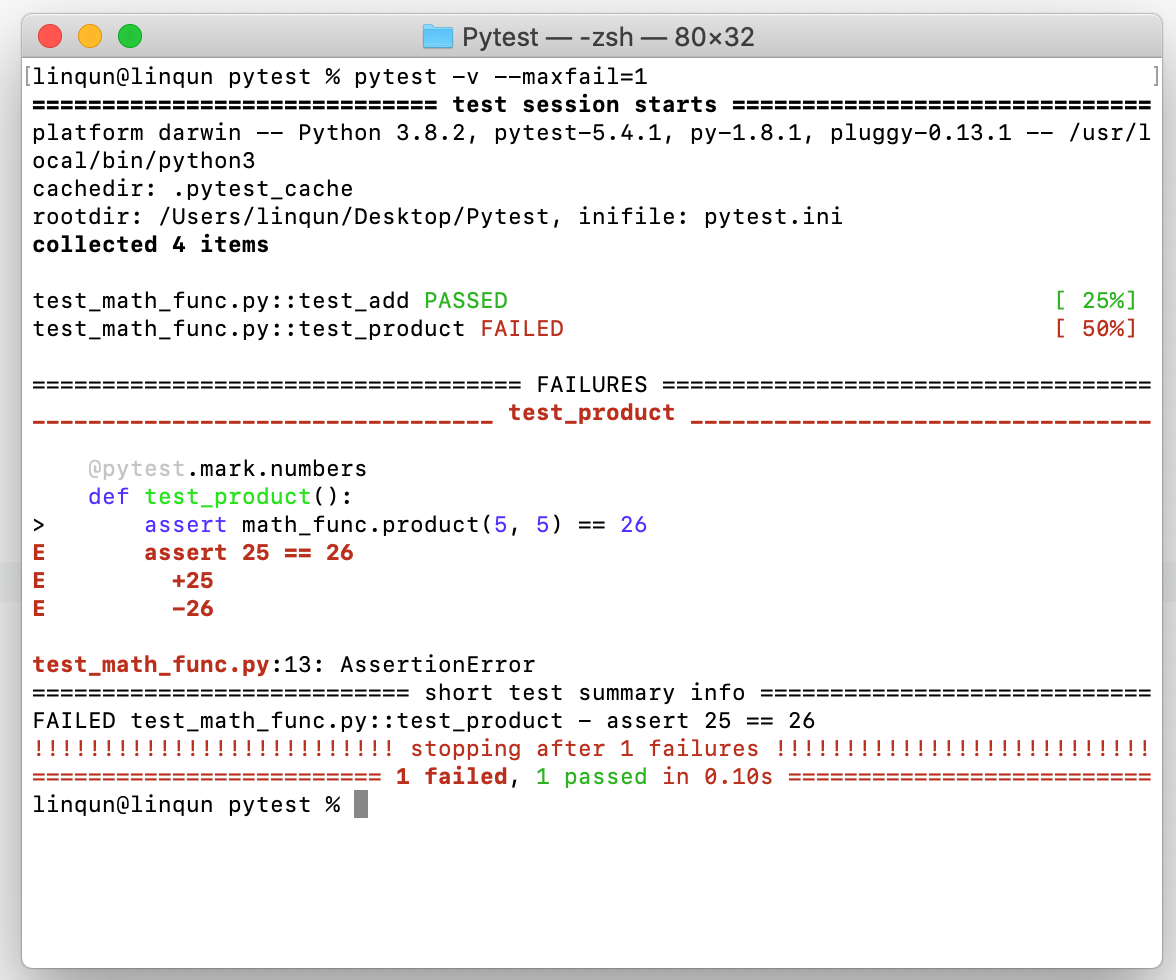 Pytest — -zsh — 80×32
[linqun@linqun pytest % pytest -v --maxfail=1 ]
============================= test session starts ==============================
platform darwin -- Python 3.8.2, pytest-5.4.1, py-1.8.1, pluggy-0.13.1 -- /usr/l
ocal/bin/python3
cachedir: .pytest_cache
rootdir: /Users/linqun/Desktop/Pytest, inifile: pytest.ini
collected 4 items
test_math_func.py::test_add PASSED                                       [ 25%]
test_math_func.py::test_product FAILED                                   [ 50%]
=================================== FAILURES ===================================
_________________________________ test_product _________________________________
    @pytest.mark.numbers
    def test_product():
>       assert math_func.product(5, 5) == 26
E       assert 25 == 26
E         +25
E         -26
test_math_func.py:13: AssertionError
=========================== short test summary info ============================
FAILED test_math_func.py::test_product - assert 25 == 26
!!!!!!!!!!!!!!!!!!!!!!!!!! stopping after 1 failures !!!!!!!!!!!!!!!!!!!!!!!!!!!
========================= 1 failed, 1 passed in 0.10s ==========================
linqun@linqun pytest %